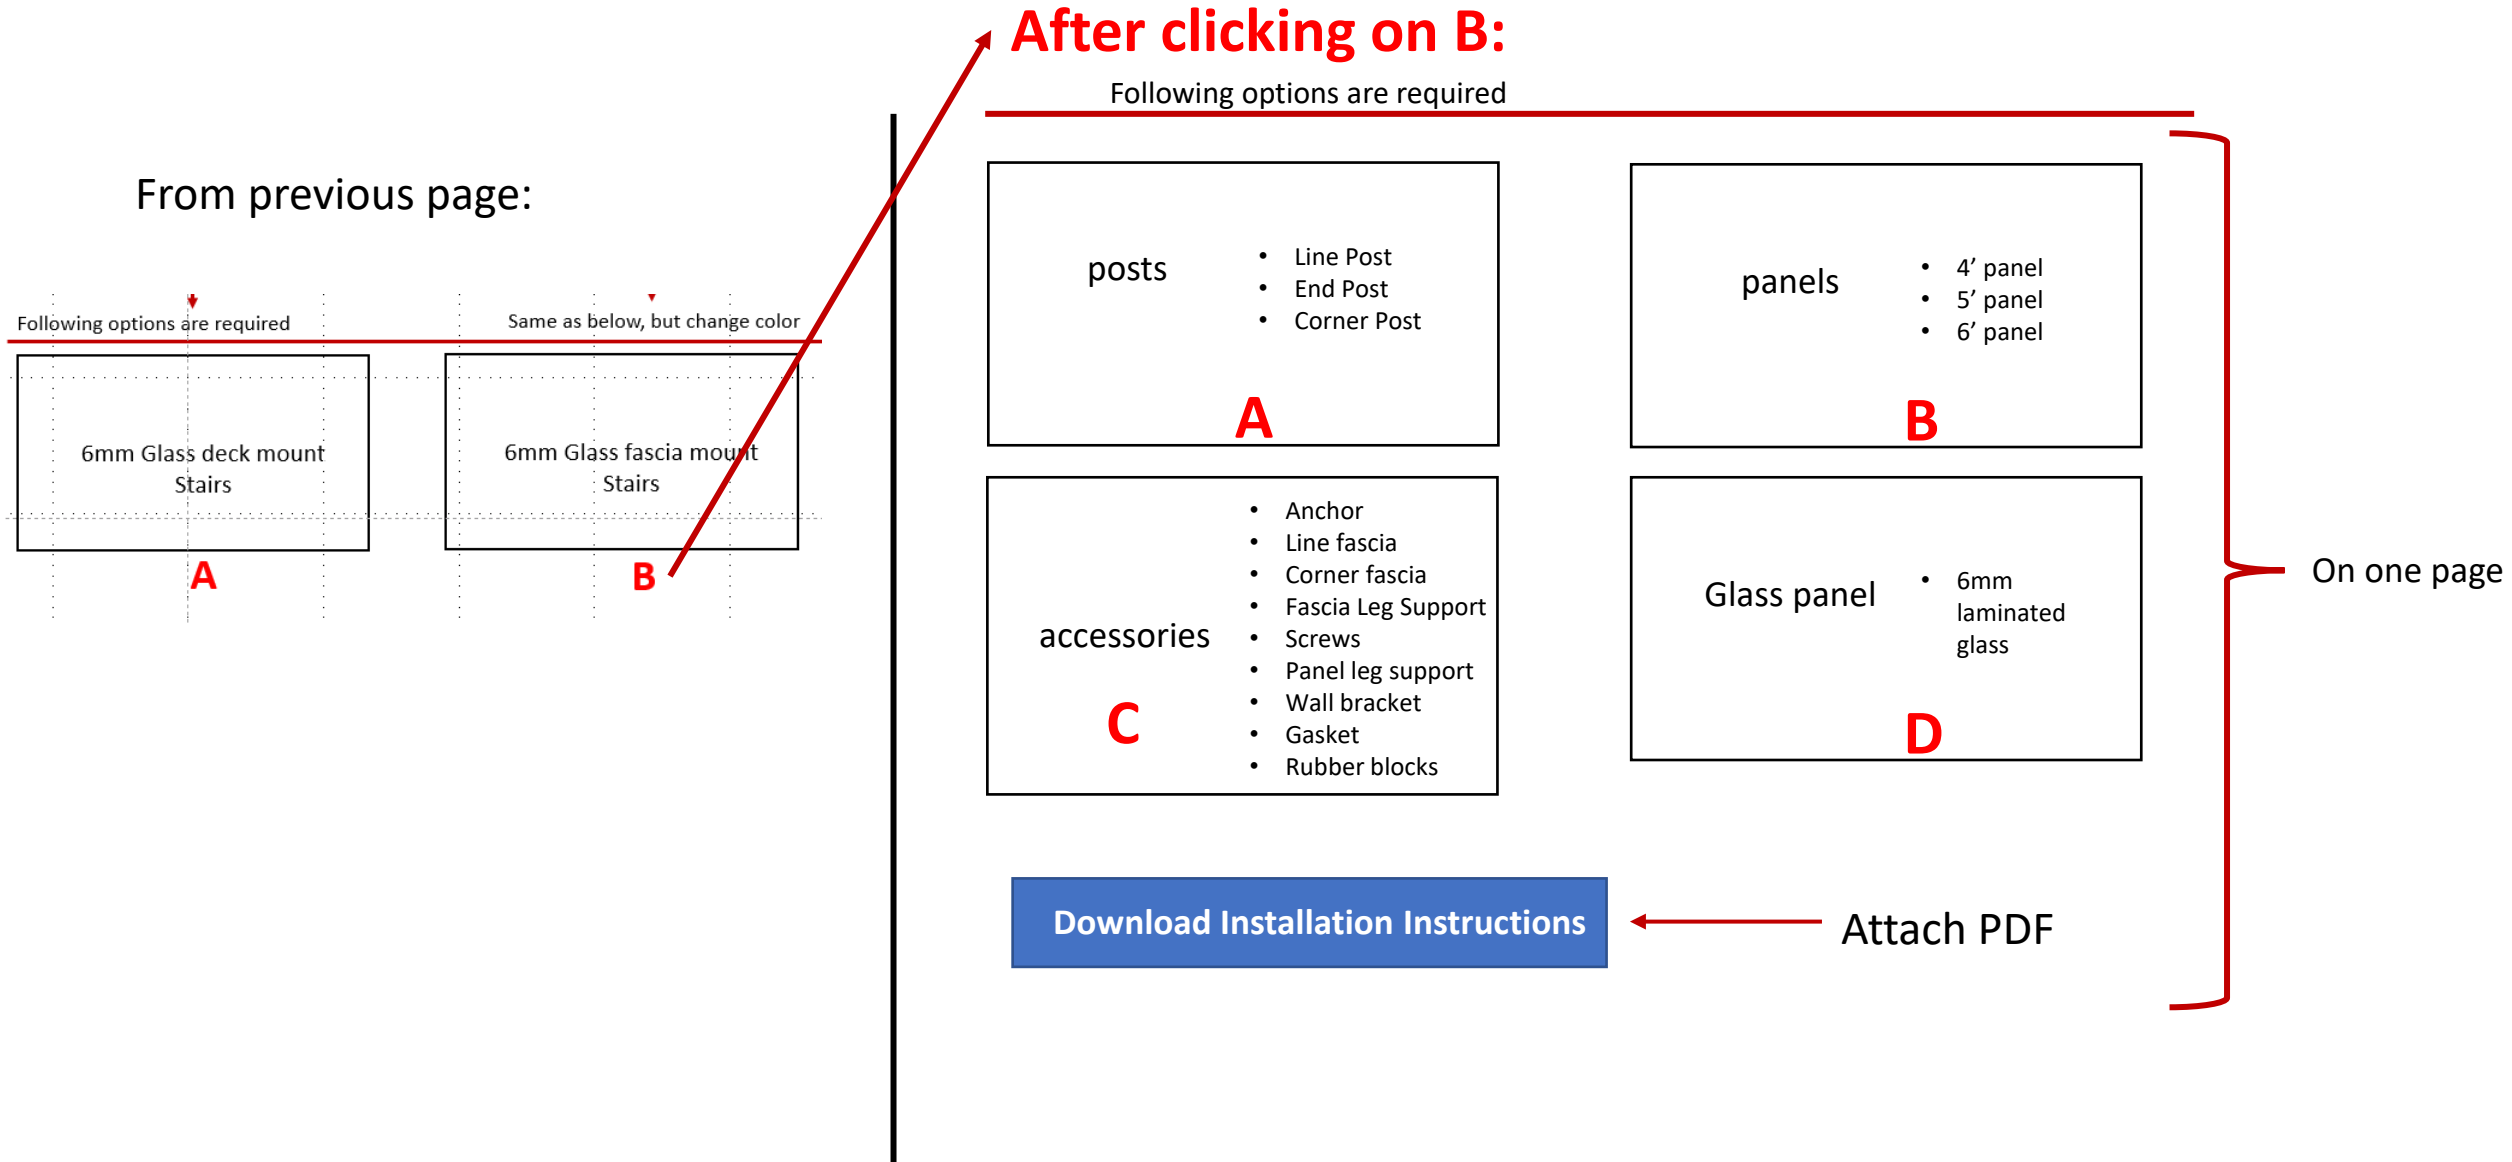 After clicking on B:
Following options are required
From previous page:
Following options are required
Same as below, but change color
6mm Glass deck mount
Stairs
A
6mm Glass fascia mount
Stairs
B
posts
• Line Post
• End Post
• Corner Post
A
panels
• 4’ panel
• 5’ panel
• 6’ panel
B
accessories
• Anchor
• Line fascia
• Corner fascia
• Fascia Leg Support
• Screws
• Panel leg support
• Wall bracket
• Gasket
• Rubber blocks
C
Glass panel
• 6mm
laminated
glass
D
On one page
Download Installation Instructions
Attach PDF